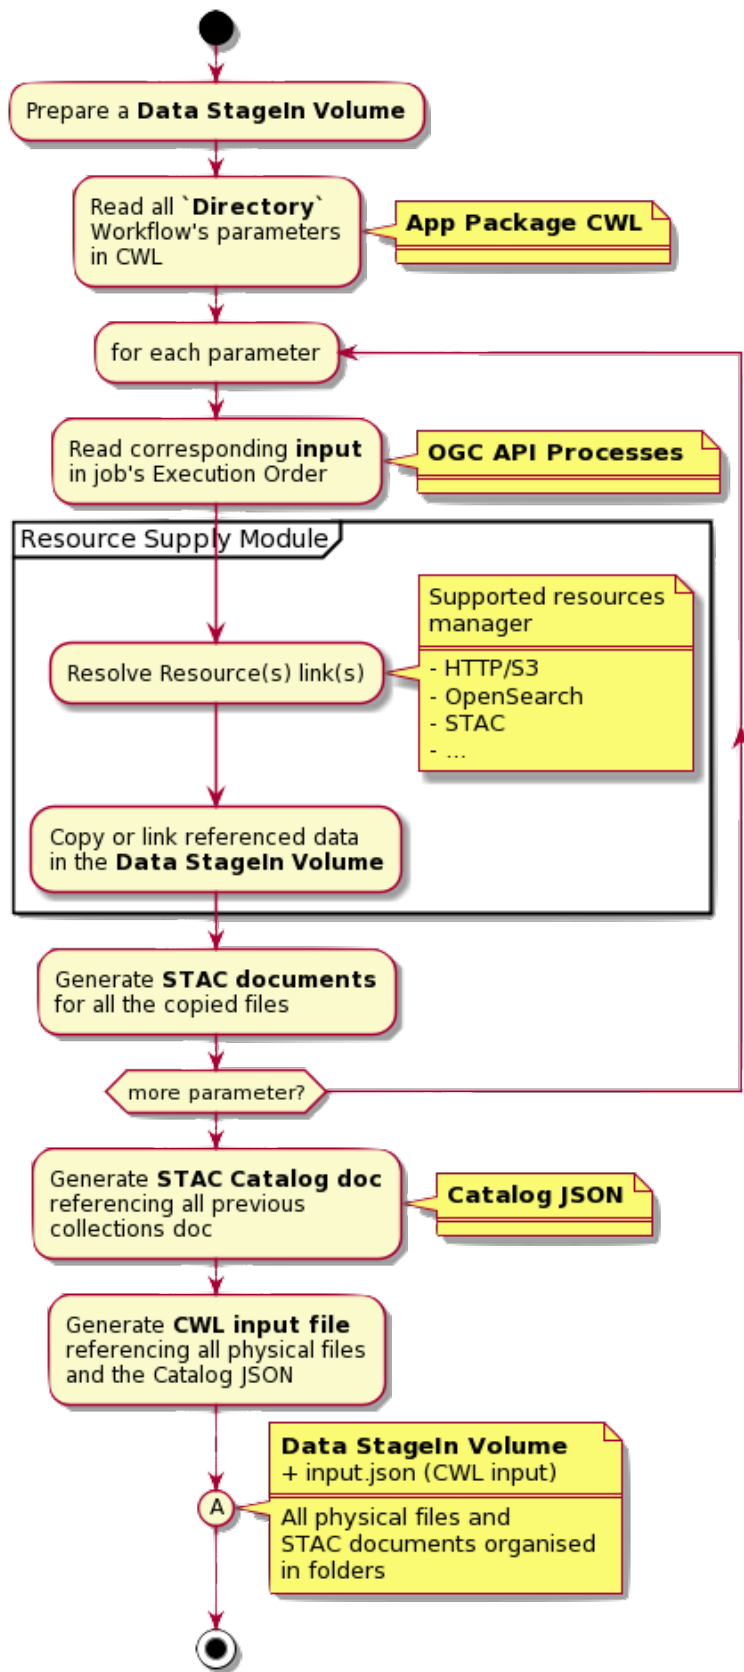 Prepare a Data StageIn Volume
Read all `Directory`
Workflow's parameters
in CWL
App Package CWL
for each parameter
Read corresponding input
in job's Execution Order
OGC API Processes
Resource Supply Module
Supported resources
manager
- HTTP/S3
- OpenSearch
- STAC
- ...
Resolve Resource(s) link(s)
Copy or link referenced data
in the Data StageIn Volume
Generate STAC documents
for all the copied files
more parameter?
Generate STAC Catalog doc
referencing all previous
collections doc
Catalog JSON
Generate CWL input file
referencing all physical files
and the Catalog JSON
A
Data StageIn Volume
+ input.json (CWL input)
All physical files and
STAC documents organised
in folders